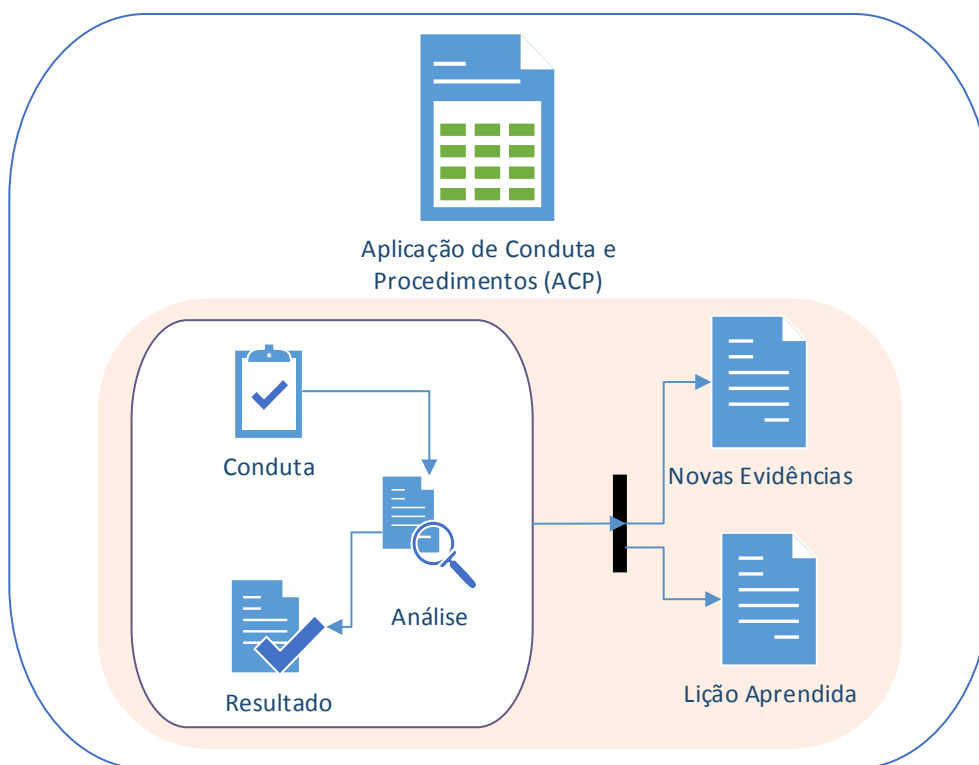 Aplicação de Conduta e
Procedimentos (ACP)
Conduta
Novas Evidências
Análise
Resultado
Lição Aprendida